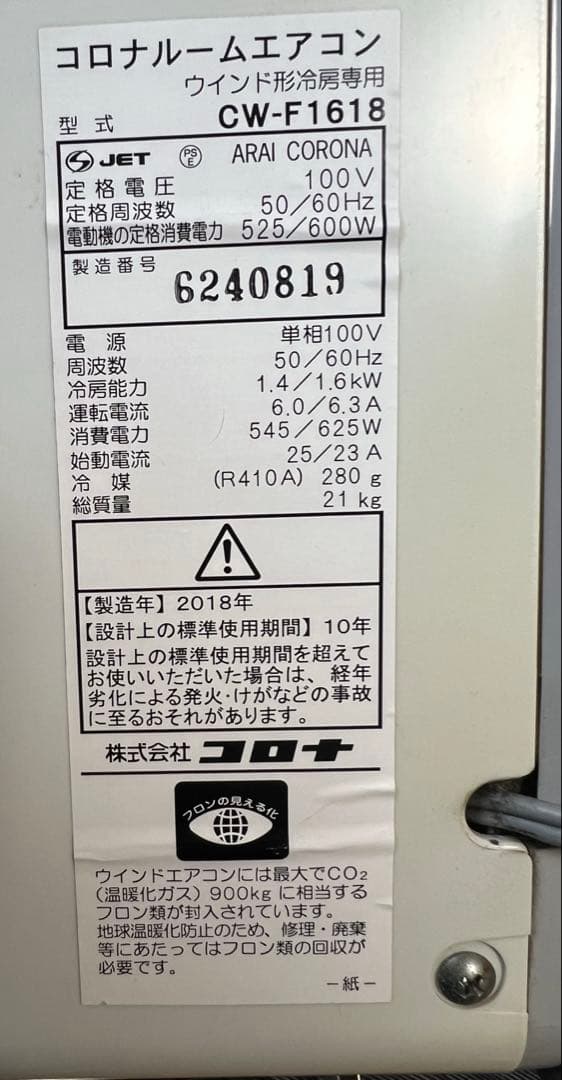 コロナルームエアコン
ウインド形冷房専用
型式 CW-F1618
JET PSE ARAI CORONA
定格電圧 100V
定格周波数 50/60Hz
電動機の定格消費電力 525/600W
製造番号
6240819
電源 単相100V
周波数 50/60Hz
冷房能力 1.4/1.6kW
運転電流 6.0/6.3A
消費電力 545/625W
始動電流 25/23A
冷媒 (R410A) 280g
総質量 21kg
【製造年】2018年
【設計上の標準使用期間】10年
設計上の標準使用期間を超えて
お使いいただいた場合は、経年
劣化による発火・けがなどの事故
に至るおそれがあります。
株式会社 コロナ
フロンの見える化
ウインドエアコンには最大でCO₂
(温暖化ガス)900kgに相当する
フロン類が封入されています。
地球温暖化防止のため、修理・廃棄
等にあたってはフロン類の回収が
必要です。
－紙－